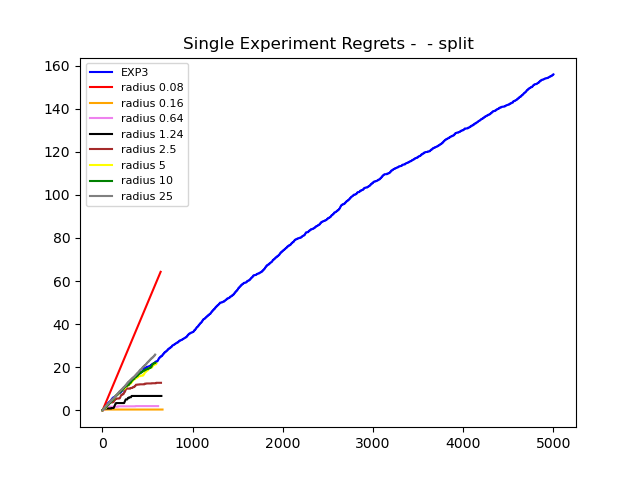 Single Experiment Regrets -  - split
160
140
120
100
80
60
40
20
0
EXP3
radius 0.08
radius 0.16
radius 0.64
radius 1.24
radius 2.5
radius 5
radius 10
radius 25
0 1000 2000 3000 4000 5000